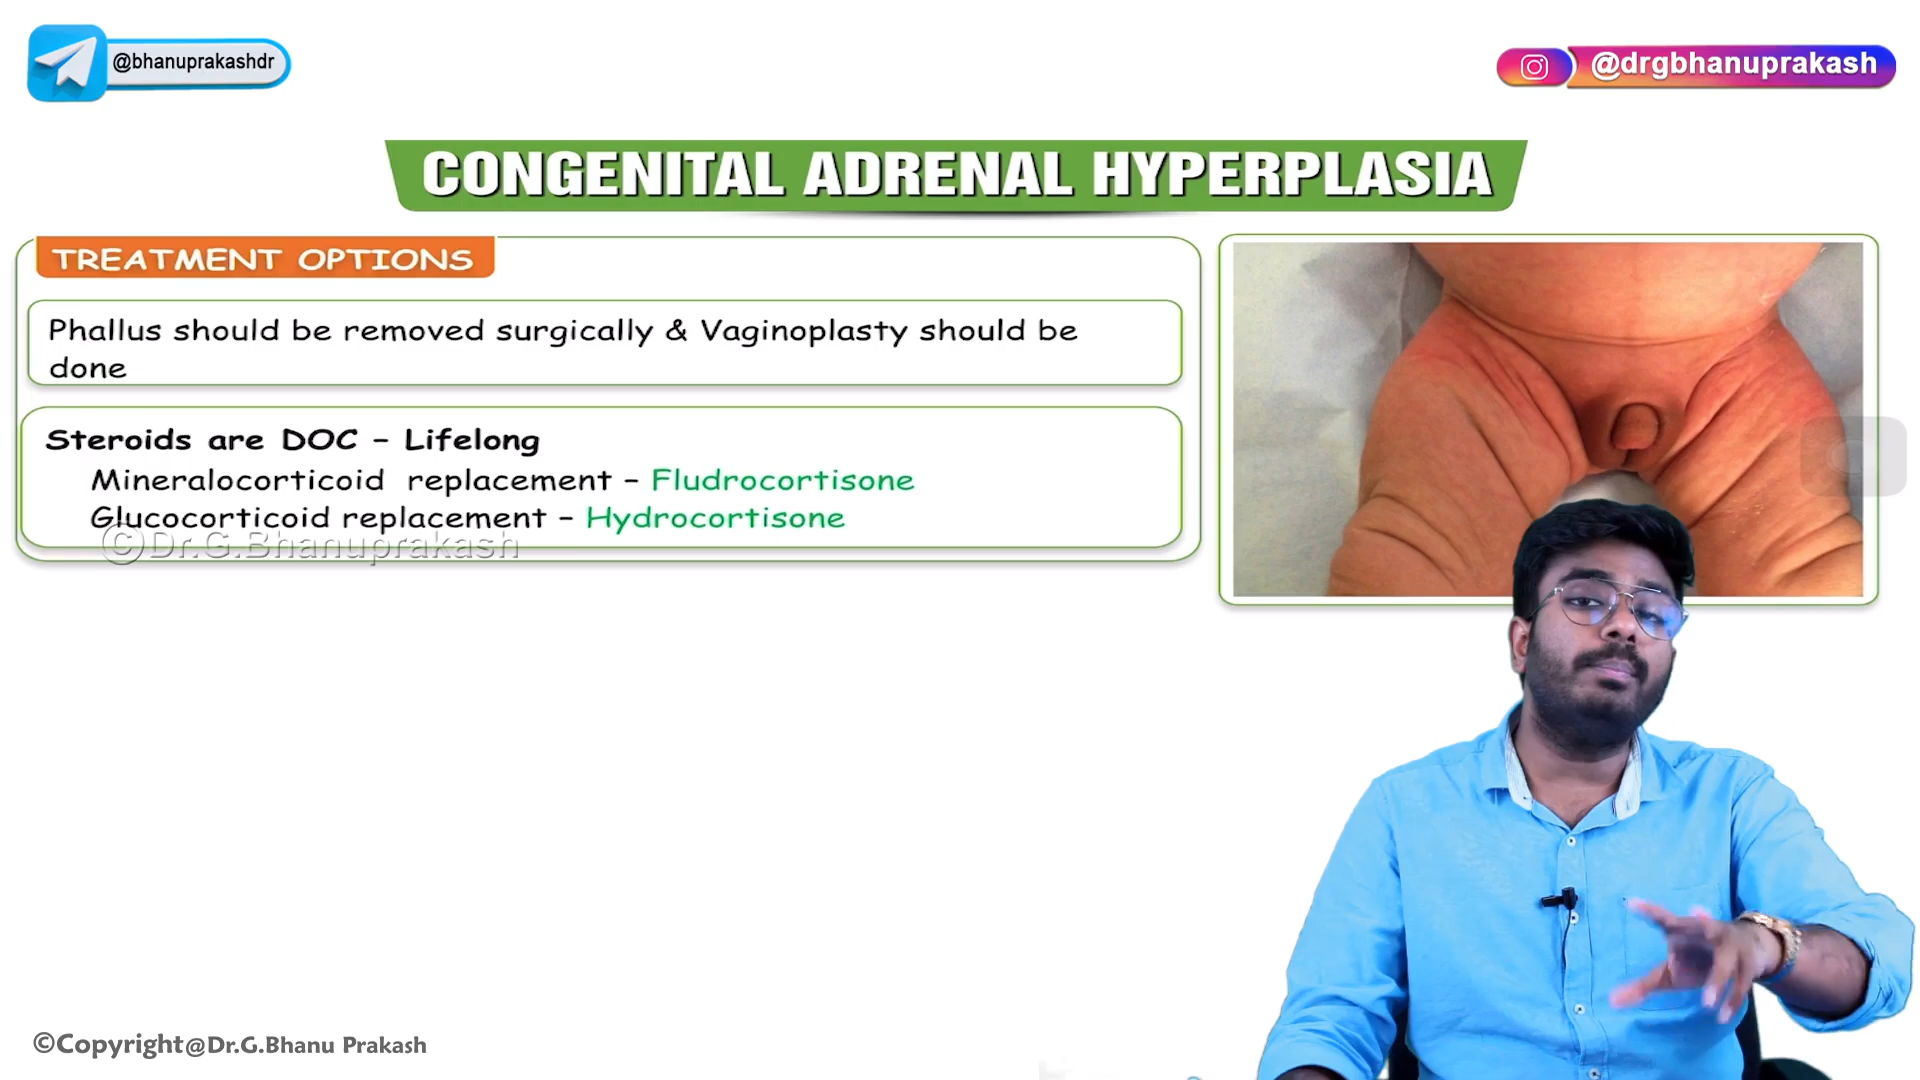 @bhanuprakashdr
@drgbhanuprakash
CONGENITAL ADRENAL HYPERPLASIA
TREATMENT OPTIONS
Phallus should be removed surgically & Vaginoplasty should be
done
Steroids are DOC – Lifelong
Mineralocorticoid replacement – Fludrocortisone
Glucocorticoid replacement – Hydrocortisone
©Dr.G.Bhanuprakash
©Copyright@Dr.G.Bhanu Prakash